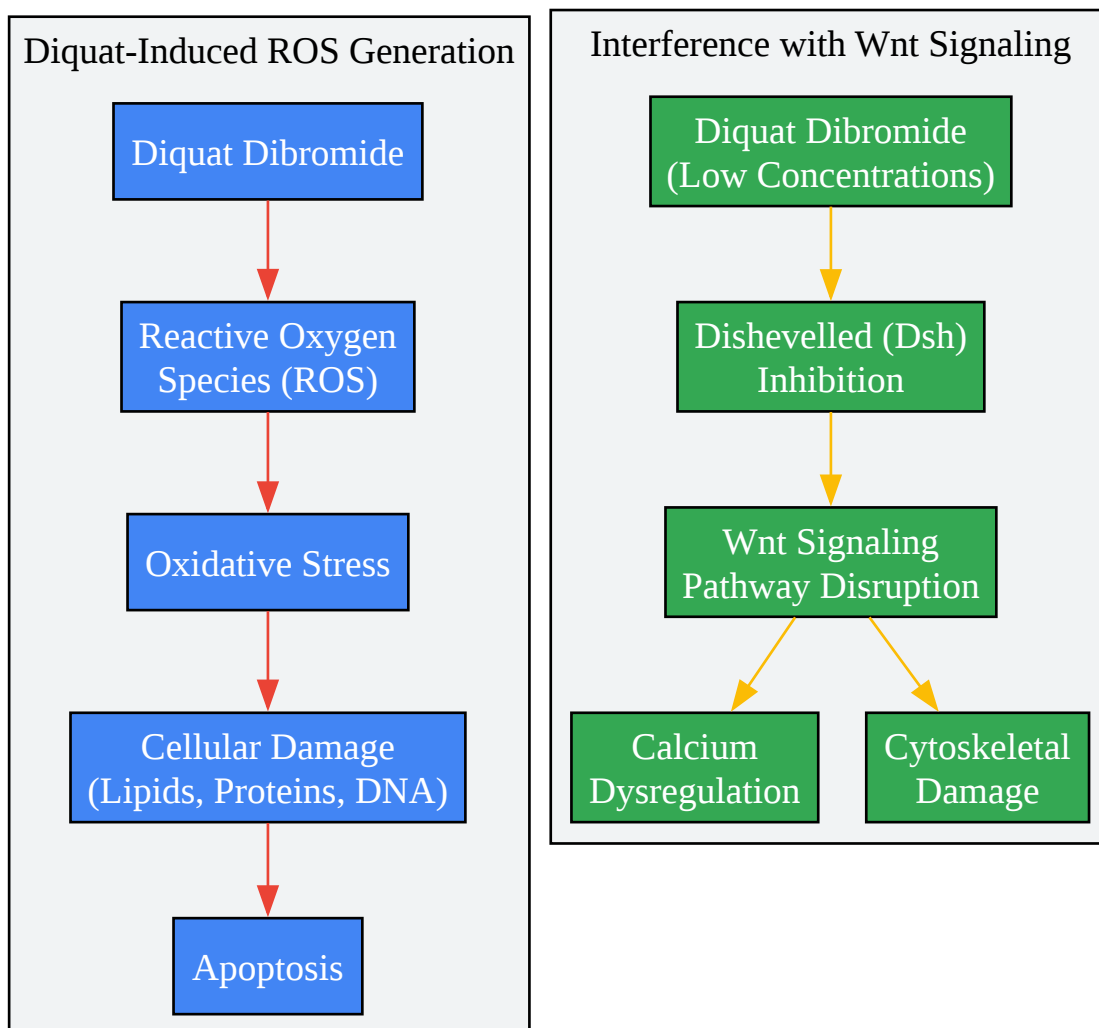 Diquat-Induced ROS Generation
Diquat Dibromide
Reactive Oxygen
Species (ROS)
Oxidative Stress
Cellular Damage
(Lipids, Proteins, DNA)
Apoptosis
Interference with Wnt Signaling
Diquat Dibromide
(Low Concentrations)
Dishevelled (Dsh)
Inhibition
Wnt Signaling
Pathway Disruption
Calcium
Dysregulation
Cytoskeletal
Damage